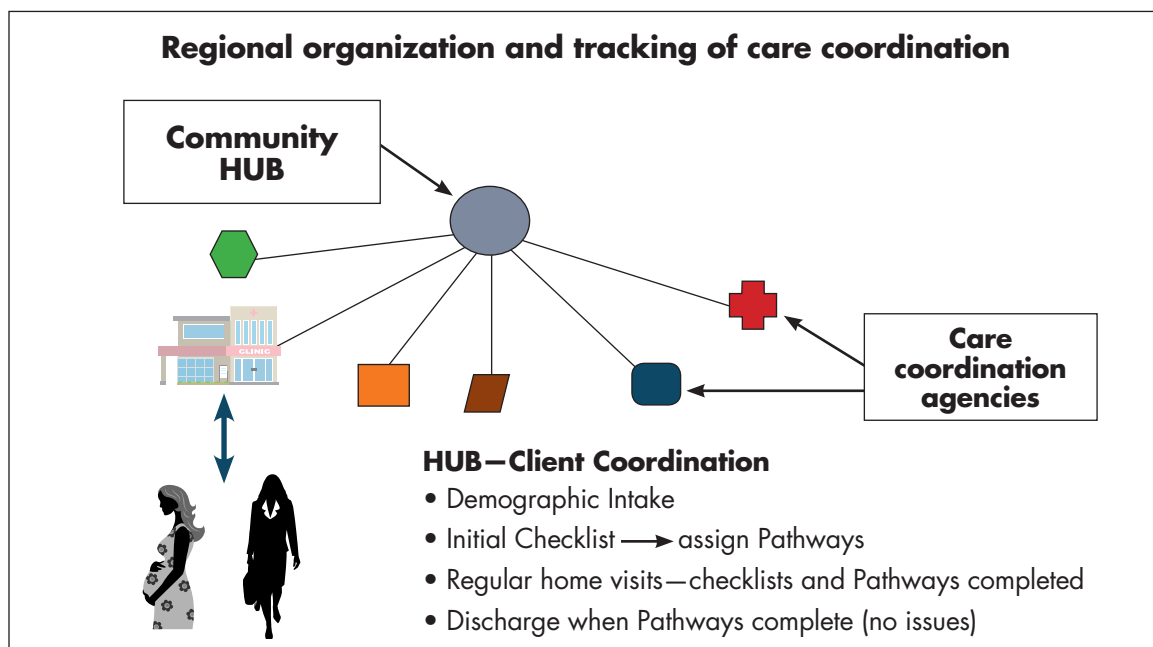 Regional organization and tracking of care coordination
Community
HUB
CLINIC
Care
coordination
agencies
HUB—Client Coordination
• Demographic Intake
• Initial Checklist ⟶ assign Pathways
• Regular home visits—checklists and Pathways completed
• Discharge when Pathways complete (no issues)